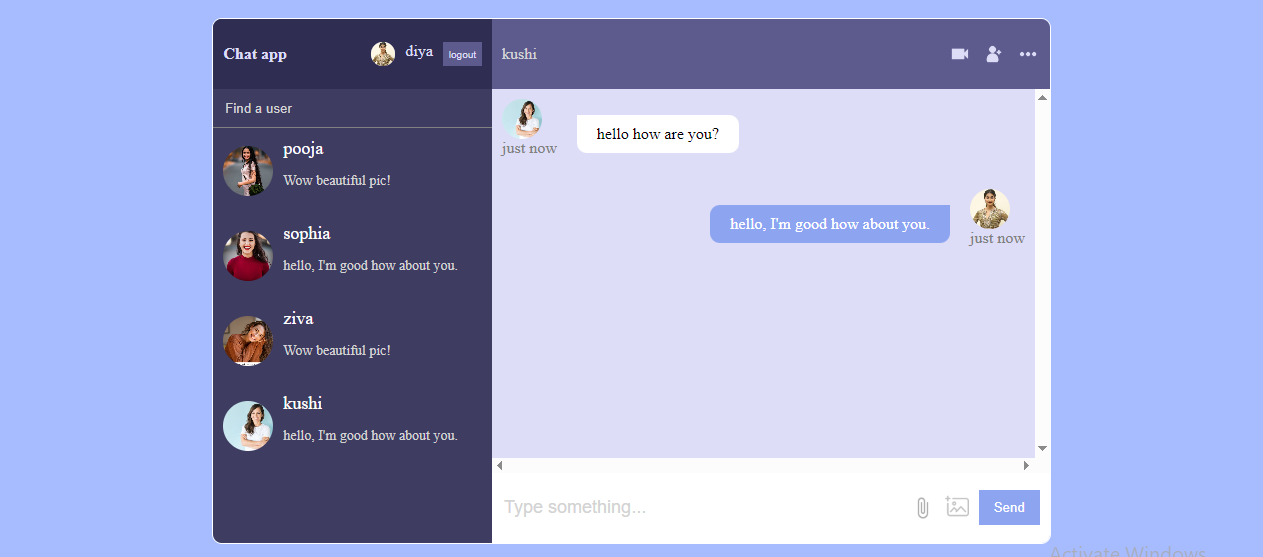 Chat app
diya
logout
kushi
Find a user
pooja
Wow beautiful pic!
sophia
hello, I'm good how about you.
ziva
Wow beautiful pic!
kushi
hello, I'm good how about you.
hello how are you?
just now
hello, I'm good how about you.
just now
Type something...
Send
Activate Windows